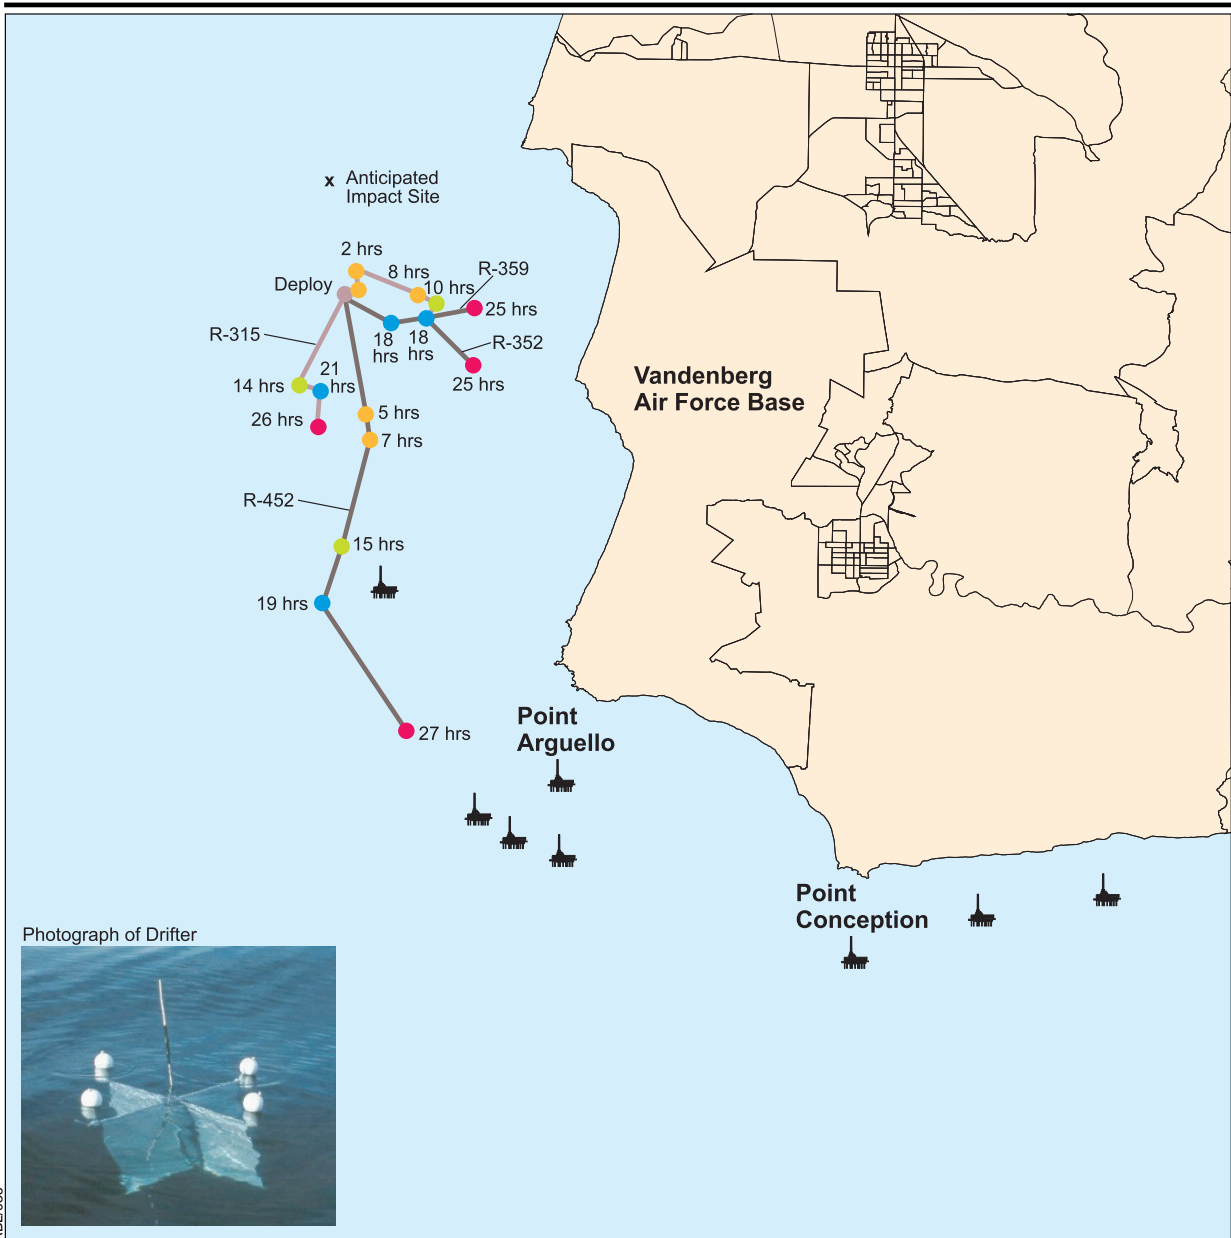 x Anticipated
Impact Site
2 hrs
8 hrs
R-359
Deploy
10 hrs
25 hrs
R-315
18
hrs
18
hrs
R-352
21
hrs
14 hrs
25 hrs
Vandenberg
Air Force Base
26 hrs
5 hrs
7 hrs
R-452
15 hrs
19 hrs
Point
Arguello
27 hrs
Point
Conception
Photograph of Drifter